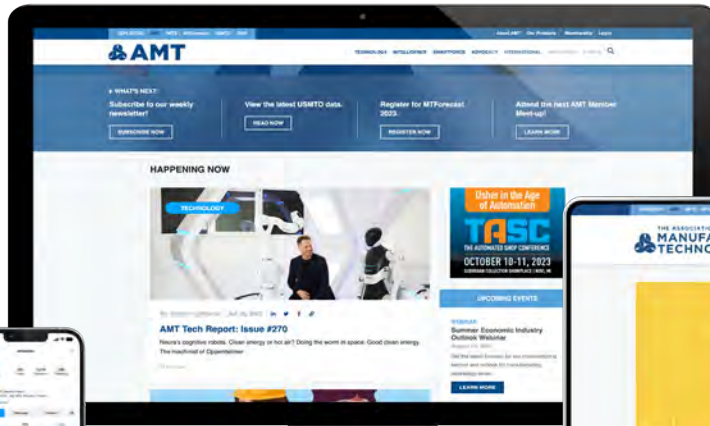 AMT
TECHNOLOGY INTELLIGENCE SMARTFORCE ADVOCACY INTERNATIONAL
WHAT'S NEXT:
Subscribe to our weekly
newsletter!
SUBSCRIBE NOW
View the latest USMTO data.
READ NOW
Register for MTForecast
2023.
REGISTER NOW
Attend the next AMT Member
Meet-up!
LEARN MORE
HAPPENING NOW
TECHNOLOGY
AMT Tech Report: Issue #270
Neura's cognitive robots. Clean energy or hot air? Doing the worm in space. Good clean energy.
The machinist of Oppenheimer
Usher in the Age
of Automation
TASC
THE AUTOMATED SHOP CONFERENCE
OCTOBER 10-11, 2023
UPCOMING EVENTS
WEBINAR
Summer Economic Industry
Outlook Webinar
LEARN MORE
THE ASSOCIATI
MANUFA
TECHNO